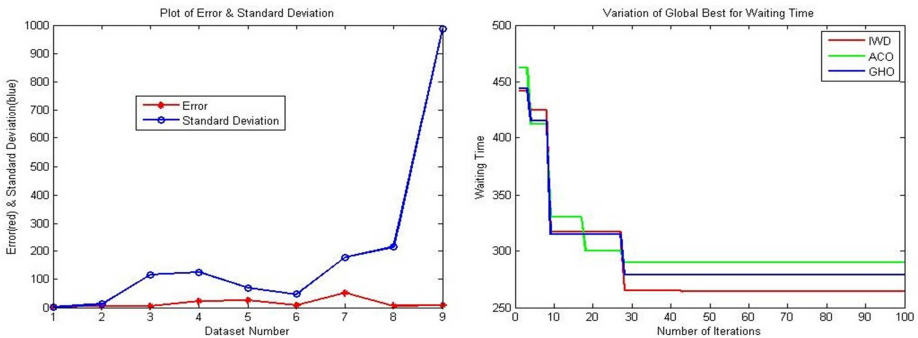 Plot of Error & Standard Deviation
Error(red) & Standard Deviation(blue)
1000
900
800
700
600
500
400
300
200
100
0
Error
Standard Deviation
1 2 3 4 5 6 7 8 9
Dataset Number
Variation of Global Best for Waiting Time
Waiting Time
500
450
400
350
300
250
IWD
ACO
GHO
0 10 20 30 40 50 60 70 80 90 100
Number of Iterations